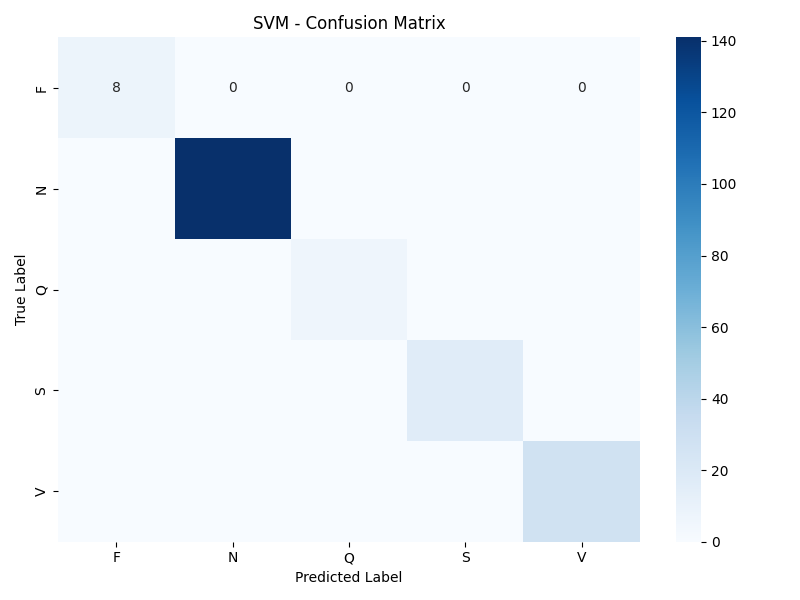 SVM - Confusion Matrix
True Label
F
8 0 0 0 0
N
Q
S
V
F N Q S V
Predicted Label
140
120
100
80
60
40
20
0